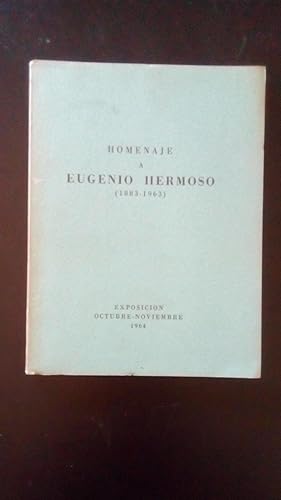 HOMENAJE
A
EUGENIO HERMOSO
(1883-1963)
EXPOSICION
OCTUBRE-NOVIEMBRE
1964